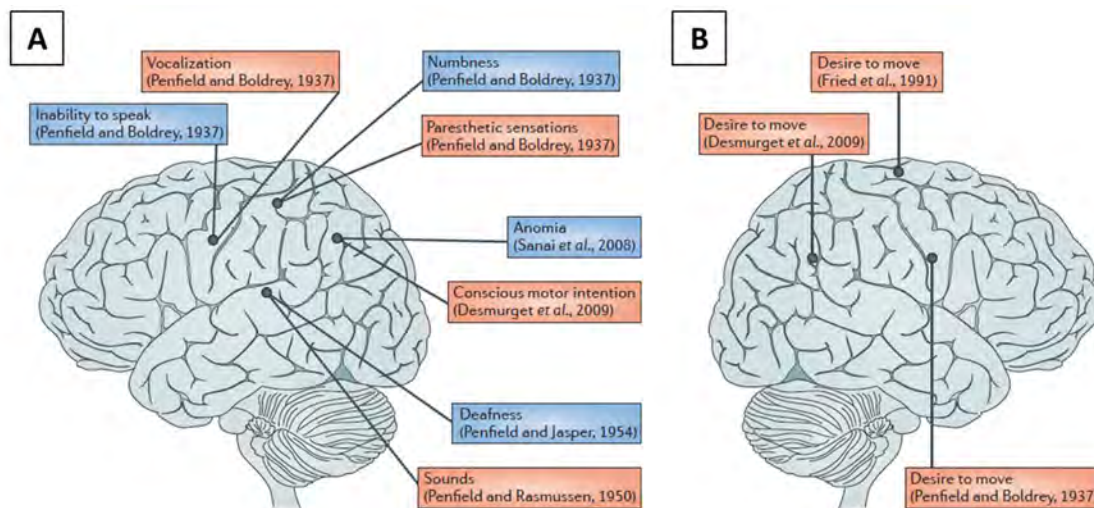 A
Vocalization
(Penfield and Boldrey, 1937)
Inability to speak
(Penfield and Boldrey, 1937)
Numbness
(Penfield and Boldrey, 1937)
Paresthetic sensations
(Penfield and Boldrey, 1937)
Anomia
(Sanai et al., 2008)
Conscious motor intention
(Desmurget et al., 2009)
Deafness
(Penfield and Jasper, 1954)
Sounds
(Penfield and Rasmussen, 1950)
B
Desire to move
(Fried et al., 1991)
Desire to move
(Desmurget et al., 2009)
Desire to move
(Penfield and Boldrey, 1937